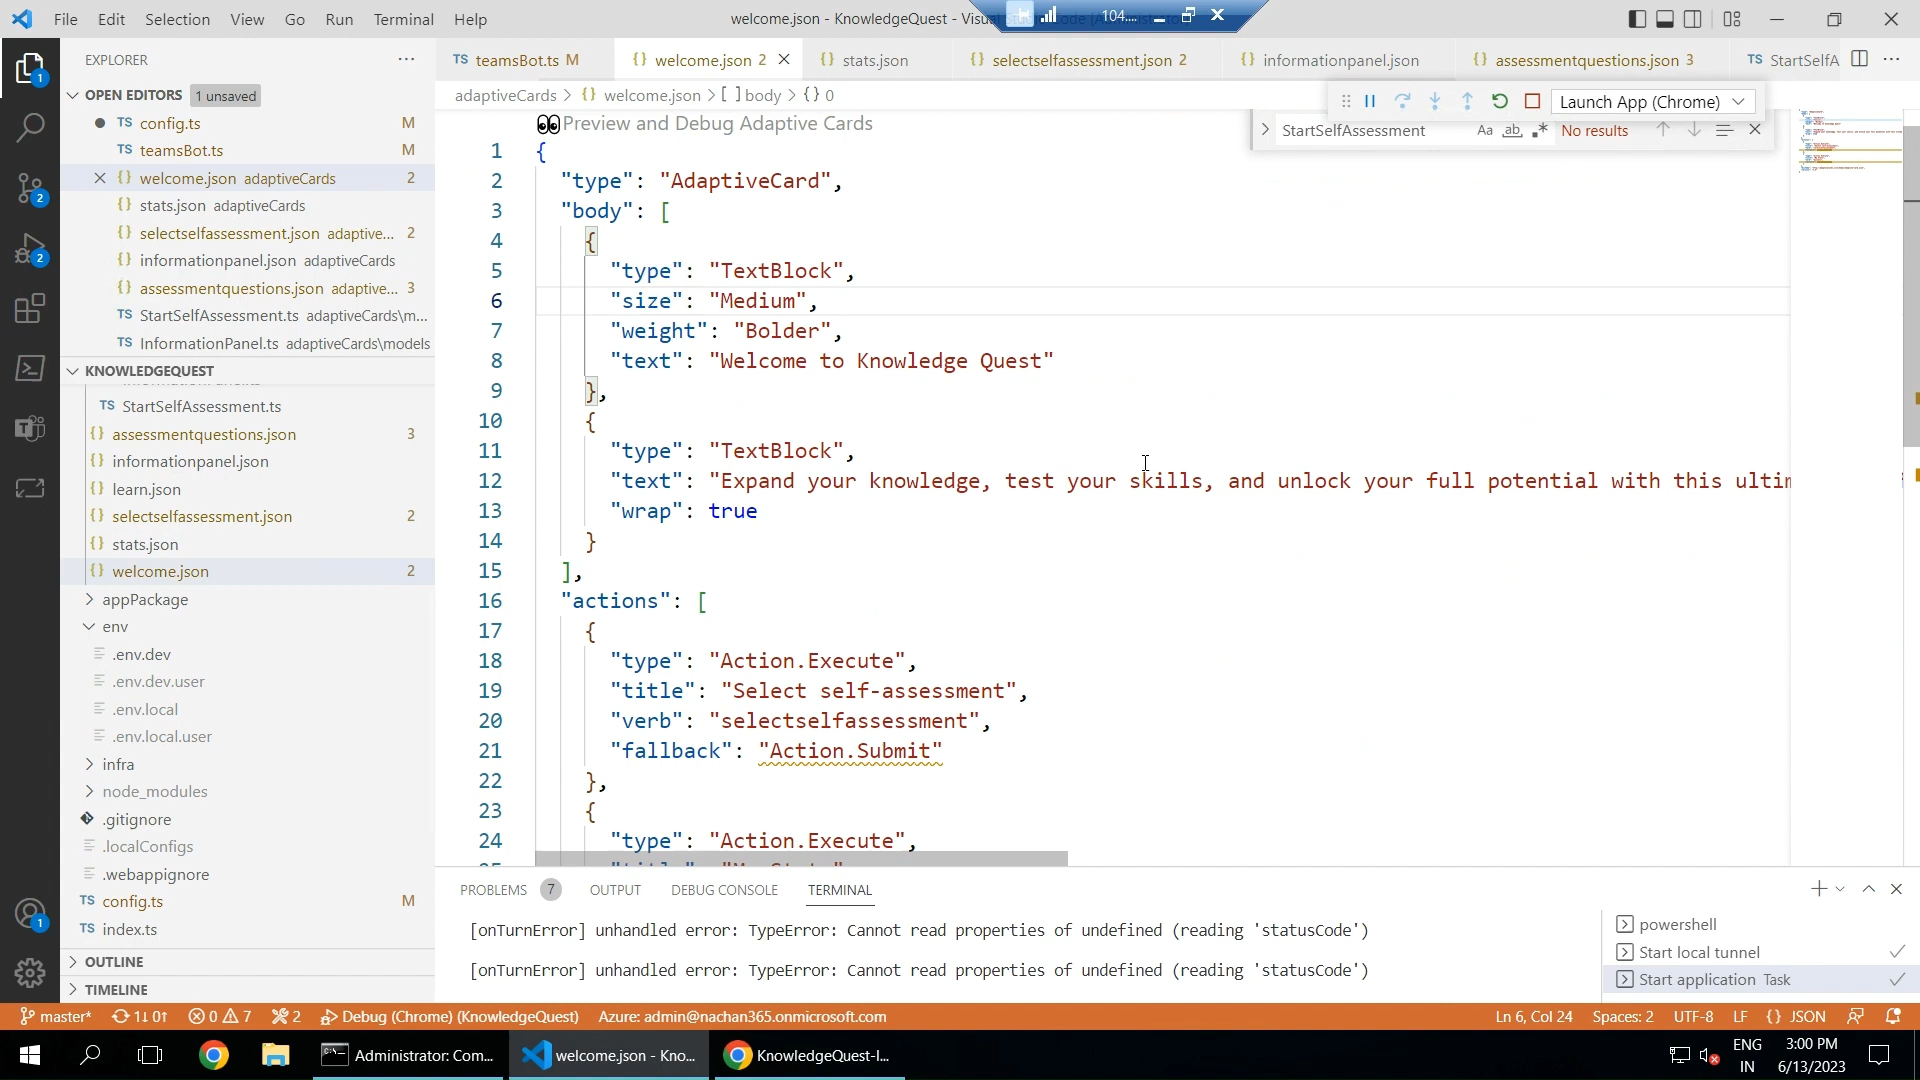 File Edit Selection View Go Run Terminal Help
welcome.json - KnowledgeQuest - Visual
104....
EXPLORER
OPEN EDITORS 1 unsaved
TS config.ts M
TS teamsBot.ts M
{} welcome.json adaptiveCards 2
{} stats.json adaptiveCards
{} selectselfassessment.json adaptive... 2
{} informationpanel.json adaptiveCards
{} assessmentquestions.json adaptive... 3
TS StartSelfAssessment.ts adaptiveCards\m...
TS InformationPanel.ts adaptiveCards\models
KNOWLEDGEQUEST
TS StartSelfAssessment.ts
{} assessmentquestions.json 3
{} informationpanel.json
{} learn.json
{} selectselfassessment.json 2
{} stats.json
{} welcome.json 2
appPackage
env
.env.dev
.env.dev.user
.env.local
.env.local.user
infra
node_modules
.gitignore
.localConfigs
.webappignore
TS config.ts M
TS index.ts
OUTLINE
TIMELINE
TS teamsBot.ts M {} welcome.json 2 {} stats.json {} selectselfassessment.json 2 {} informationpanel.json {} assessmentquestions.json 3 TS StartSelfA
adaptiveCards > {} welcome.json > [ ] body > {} 0
Launch App (Chrome)
StartSelfAssessment Aa ab No results
Preview and Debug Adaptive Cards
1 {
2 "type": "AdaptiveCard",
3 "body": [
4 {
5 "type": "TextBlock",
6 "size": "Medium",
7 "weight": "Bolder",
8 "text": "Welcome to Knowledge Quest"
9 },
10 {
11 "type": "TextBlock",
12 "text": "Expand your knowledge, test your skills, and unlock your full potential with this ultim
13 "wrap": true
14 }
15 ],
16 "actions": [
17 {
18 "type": "Action.Execute",
19 "title": "Select self-assessment",
20 "verb": "selectselfassessment",
21 "fallback": "Action.Submit"
22 },
23 {
24 "type": "Action.Execute",
PROBLEMS 7 OUTPUT DEBUG CONSOLE TERMINAL
[onTurnError] unhandled error: TypeError: Cannot read properties of undefined (reading 'statusCode')
[onTurnError] unhandled error: TypeError: Cannot read properties of undefined (reading 'statusCode')
powershell
Start local tunnel
Start application Task
master* 1↓ 0↑ 0 7 2 Debug (Chrome) (KnowledgeQuest) Azure: admin@nachan365.onmicrosoft.com Ln 6, Col 24 Spaces: 2 UTF-8 LF {} JSON
Administrator: Com... welcome.json - Kno... KnowledgeQuest-l...
ENG
IN
3:00 PM
6/13/2023